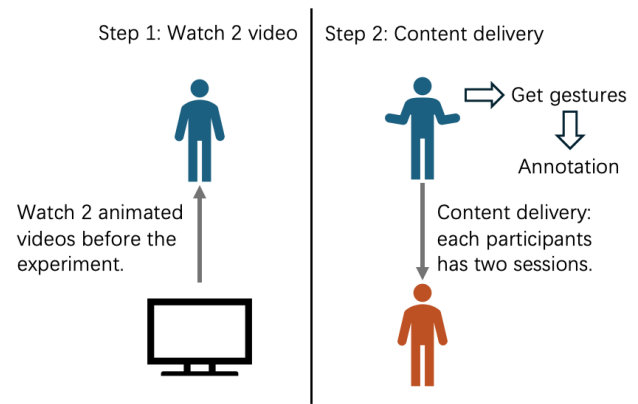 Step 1: Watch 2 video
Watch 2 animated
videos before the
experiment.
Step 2: Content delivery
Get gestures
Annotation
Content delivery:
each participants
has two sessions.